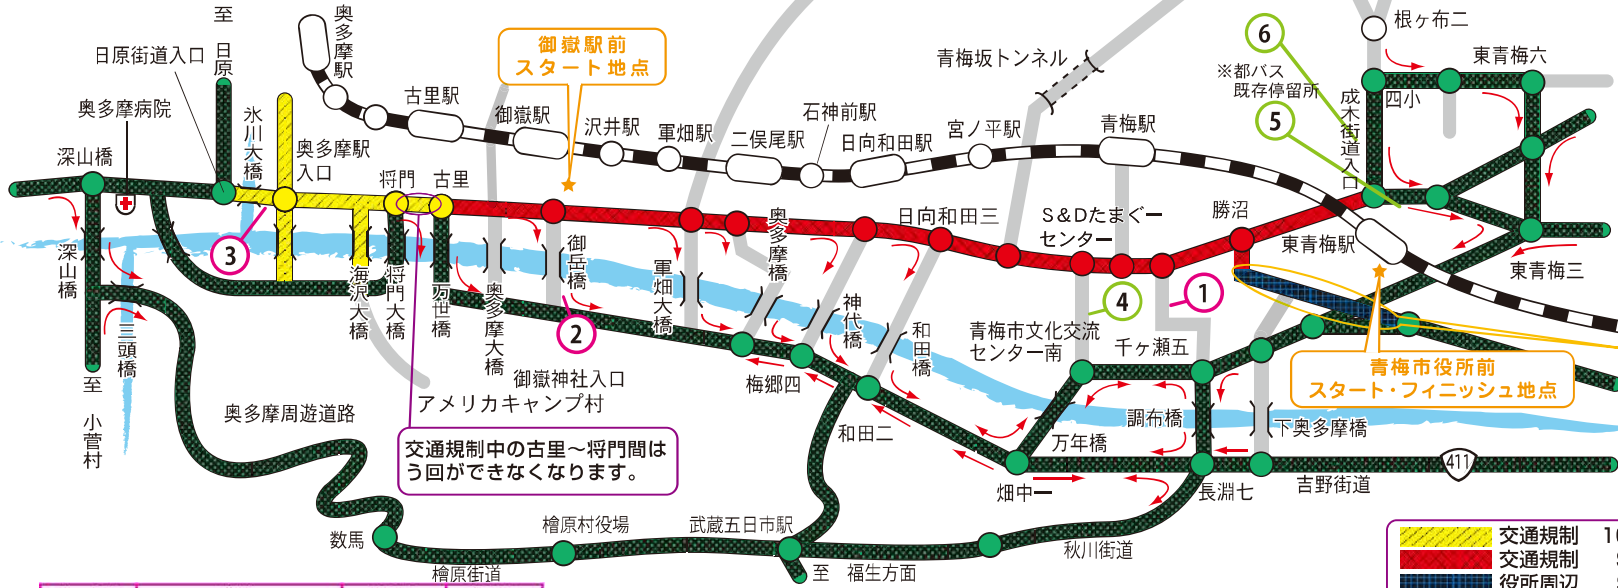 至
日原
奥多摩駅
日原街道入口
奥多摩病院
深山橋
氷川大橋
奥多摩駅
入口
古里駅
御嶽駅前
スタート地点
御嶽駅
沢井駅
軍畑駅
二俣尾駅
石神前駅
日向和田駅
宮ノ平駅
青梅坂トンネル
青梅駅
根ヶ布二
⑥
※都バス
既存停留所
⑤
東青梅六
四小
成木街道入口
将門
古里
③
深山橋
三頭橋
海沢大橋
将門大橋
万世橋
奥多摩大橋
御岳橋
②
軍畑大橋
奥多摩橋
神代橋
和田橋
日向和田三
S&Dたまぐー
センター
勝沼
東青梅駅
東青梅三
①
④
青梅市文化交流
センター南
千ヶ瀬五
青梅市役所前
スタート・フィニッシュ地点
至
小菅村
奥多摩周遊道路
御嶽神社入口
アメリカキャンプ村
梅郷四
和田二
万年橋
調布橋
下奥多摩橋
交通規制中の古里～将門間は
う回ができなくなります。
畑中一
長淵七
411
吉野街道
数馬
檜原村役場
武蔵五日市駅
檜原街道
至 福生方面
秋川街道
交通規制
交通規制
役所周辺